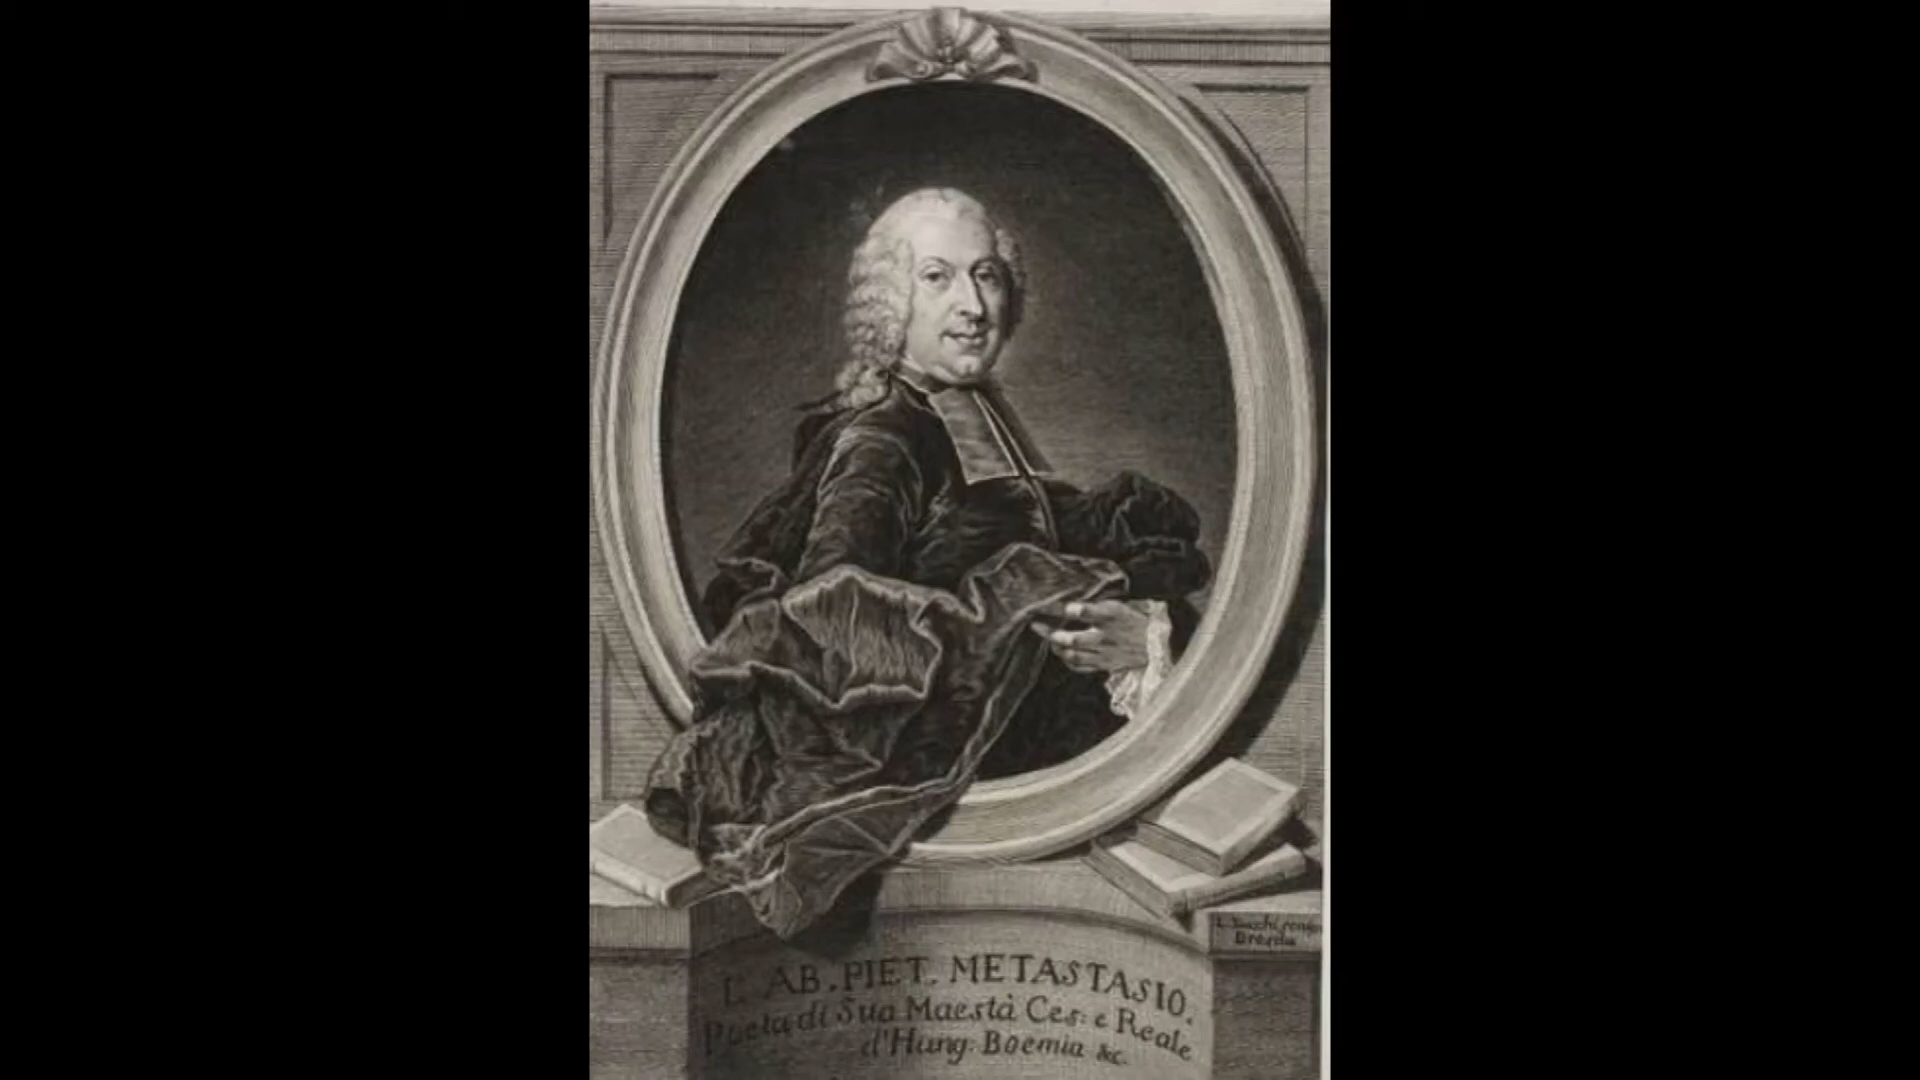 L' AB. PIET. METASTASIO.
Poeta di Sua Maestà Ces: e Reale
d'Hung. Boemia &c.